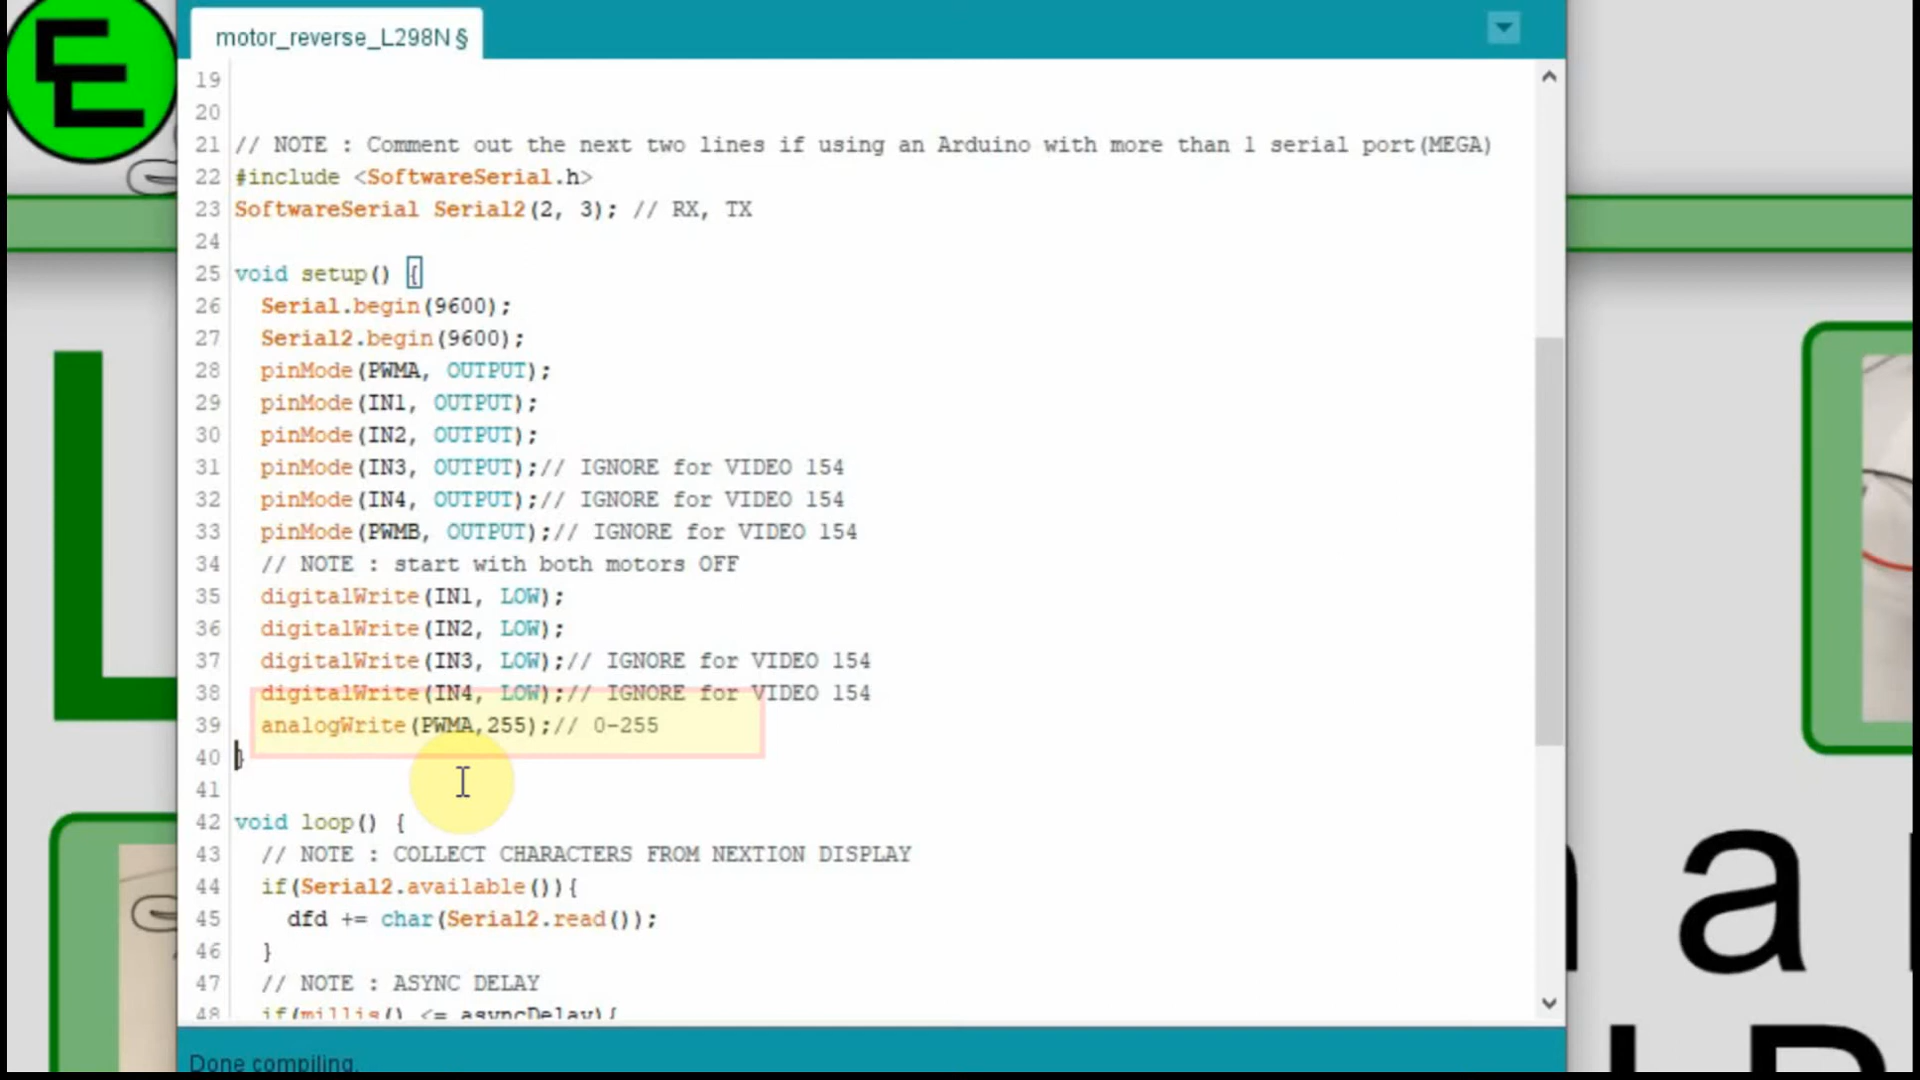 motor_reverse_L298N §
19
20
21 // NOTE : Comment out the next two lines if using an Arduino with more than 1 serial port(MEGA)
22 #include <SoftwareSerial.h>
23 SoftwareSerial Serial2(2, 3); // RX, TX
24
25 void setup() {
26 Serial.begin(9600);
27 Serial2.begin(9600);
28 pinMode(PWMA, OUTPUT);
29 pinMode(IN1, OUTPUT);
30 pinMode(IN2, OUTPUT);
31 pinMode(IN3, OUTPUT);// IGNORE for VIDEO 154
32 pinMode(IN4, OUTPUT);// IGNORE for VIDEO 154
33 pinMode(PWMB, OUTPUT);// IGNORE for VIDEO 154
34 // NOTE : start with both motors OFF
35 digitalWrite(IN1, LOW);
36 digitalWrite(IN2, LOW);
37 digitalWrite(IN3, LOW);// IGNORE for VIDEO 154
38 digitalWrite(IN4, LOW);// IGNORE for VIDEO 154
39 analogWrite(PWMA,255);// 0-255
40 }
41
42 void loop() {
43 // NOTE : COLLECT CHARACTERS FROM NEXTION DISPLAY
44 if(Serial2.available()){
45 dfd += char(Serial2.read());
46 }
47 // NOTE : ASYNC DELAY
48 if(millis() <= asyncDelay){
Done compiling.